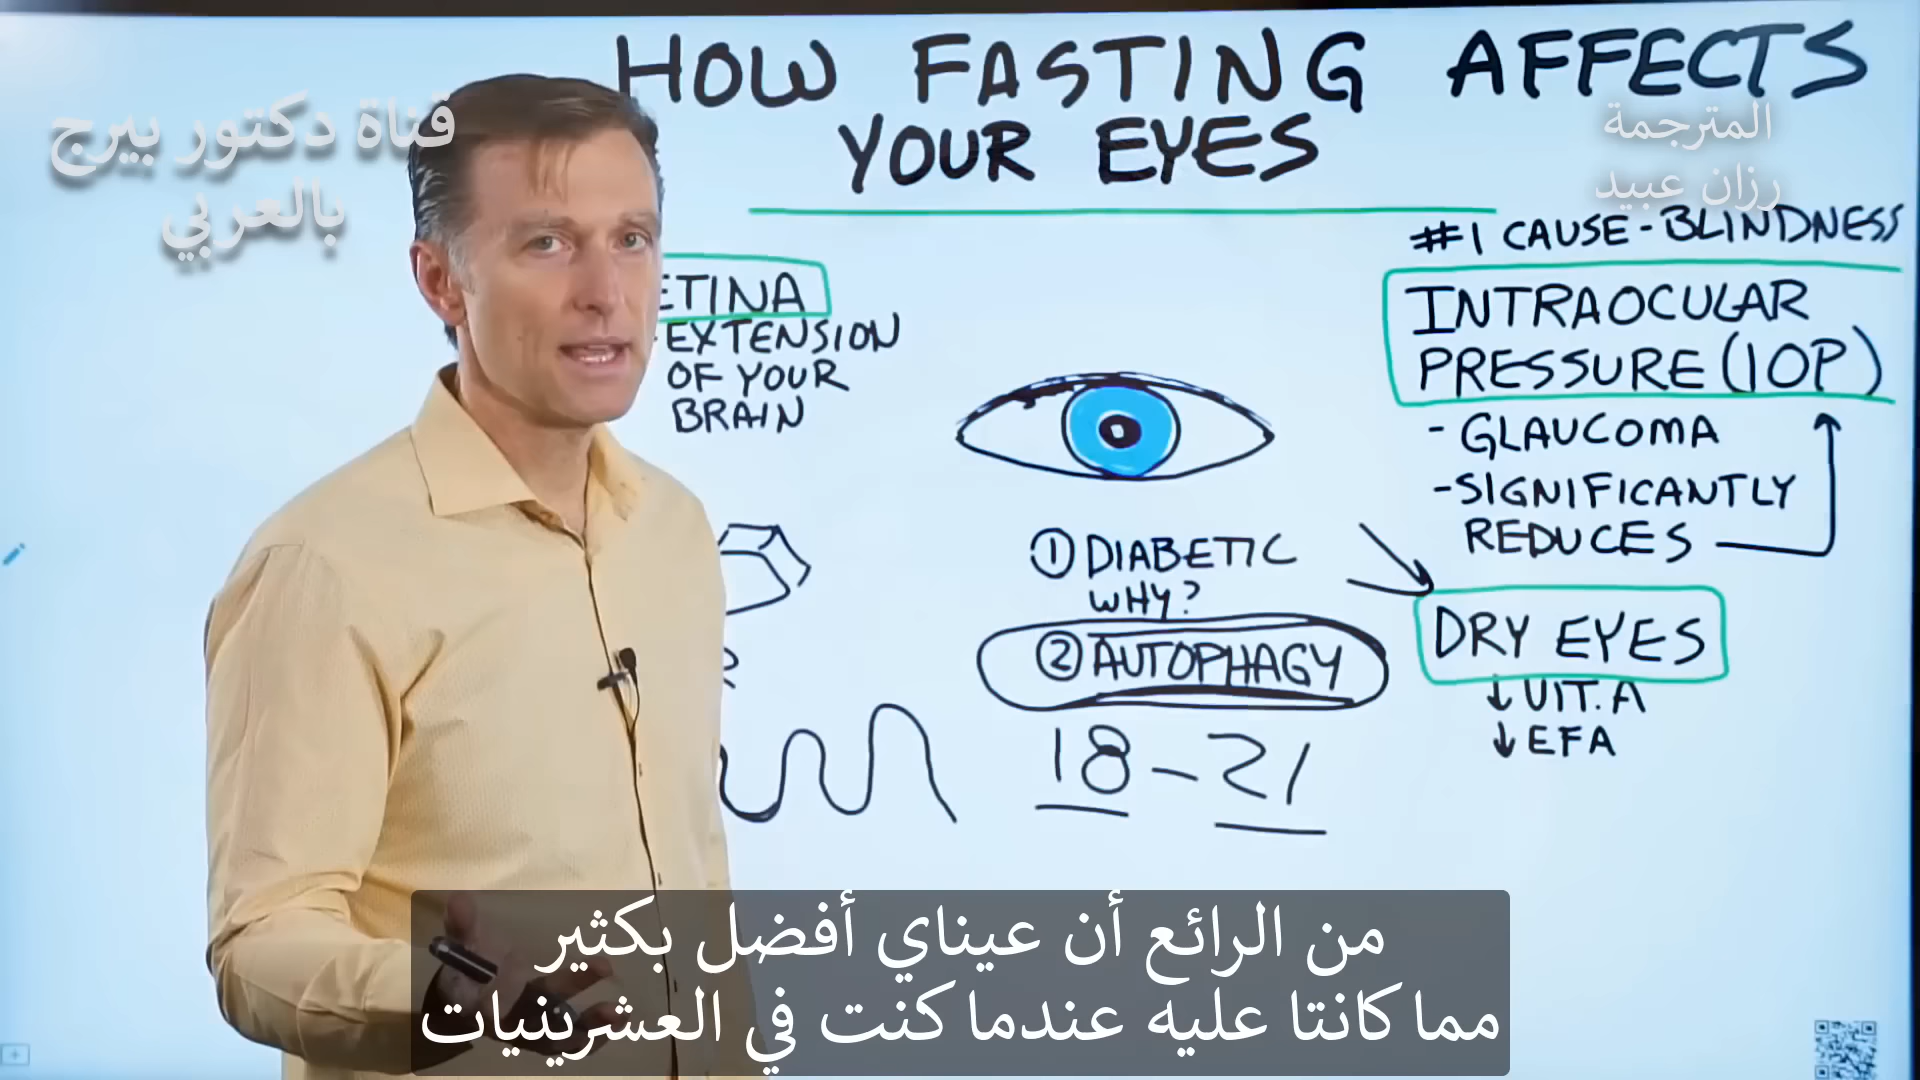 HOW FASTING AFFECTS
YOUR EYES
قناة دكتور بيرج
بالعربي
المترجمة
رزان عبيد
ETINA
-EXTENSION
OF YOUR
BRAIN
#1 CAUSE-BLINDNESS
INTRAOCULAR
PRESSURE (IOP)
- GLAUCOMA
-SIGNIFICANTLY
REDUCES
① DIABETIC
WHY?
② AUTOPHAGY
18-21
DRY EYES
↓ VIT. A
↓ EFA
من الرائع أن عيناي أفضل بكثير
مما كانتا عليه عندما كنت في العشرينيات